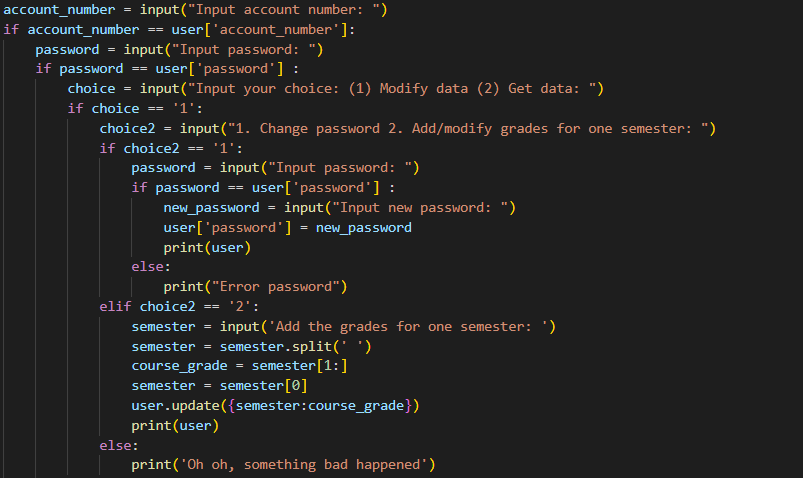 account_number = input("Input account number: ")
if account_number == user['account_number']:
    password = input("Input password: ")
    if password == user['password'] :
        choice = input("Input your choice: (1) Modify data (2) Get data: ")
        if choice == '1':
            choice2 = input("1. Change password 2. Add/modify grades for one semester: ")
            if choice2 == '1':
                password = input("Input password: ")
                if password == user['password'] :
                    new_password = input("Input new password: ")
                    user['password'] = new_password
                    print(user)
                else:
                    print("Error password")
            elif choice2 == '2':
                semester = input('Add the grades for one semester: ')
                semester = semester.split(' ')
                course_grade = semester[1:]
                semester = semester[0]
                user.update({semester:course_grade})
                print(user)
            else:
                print('Oh oh, something bad happened')